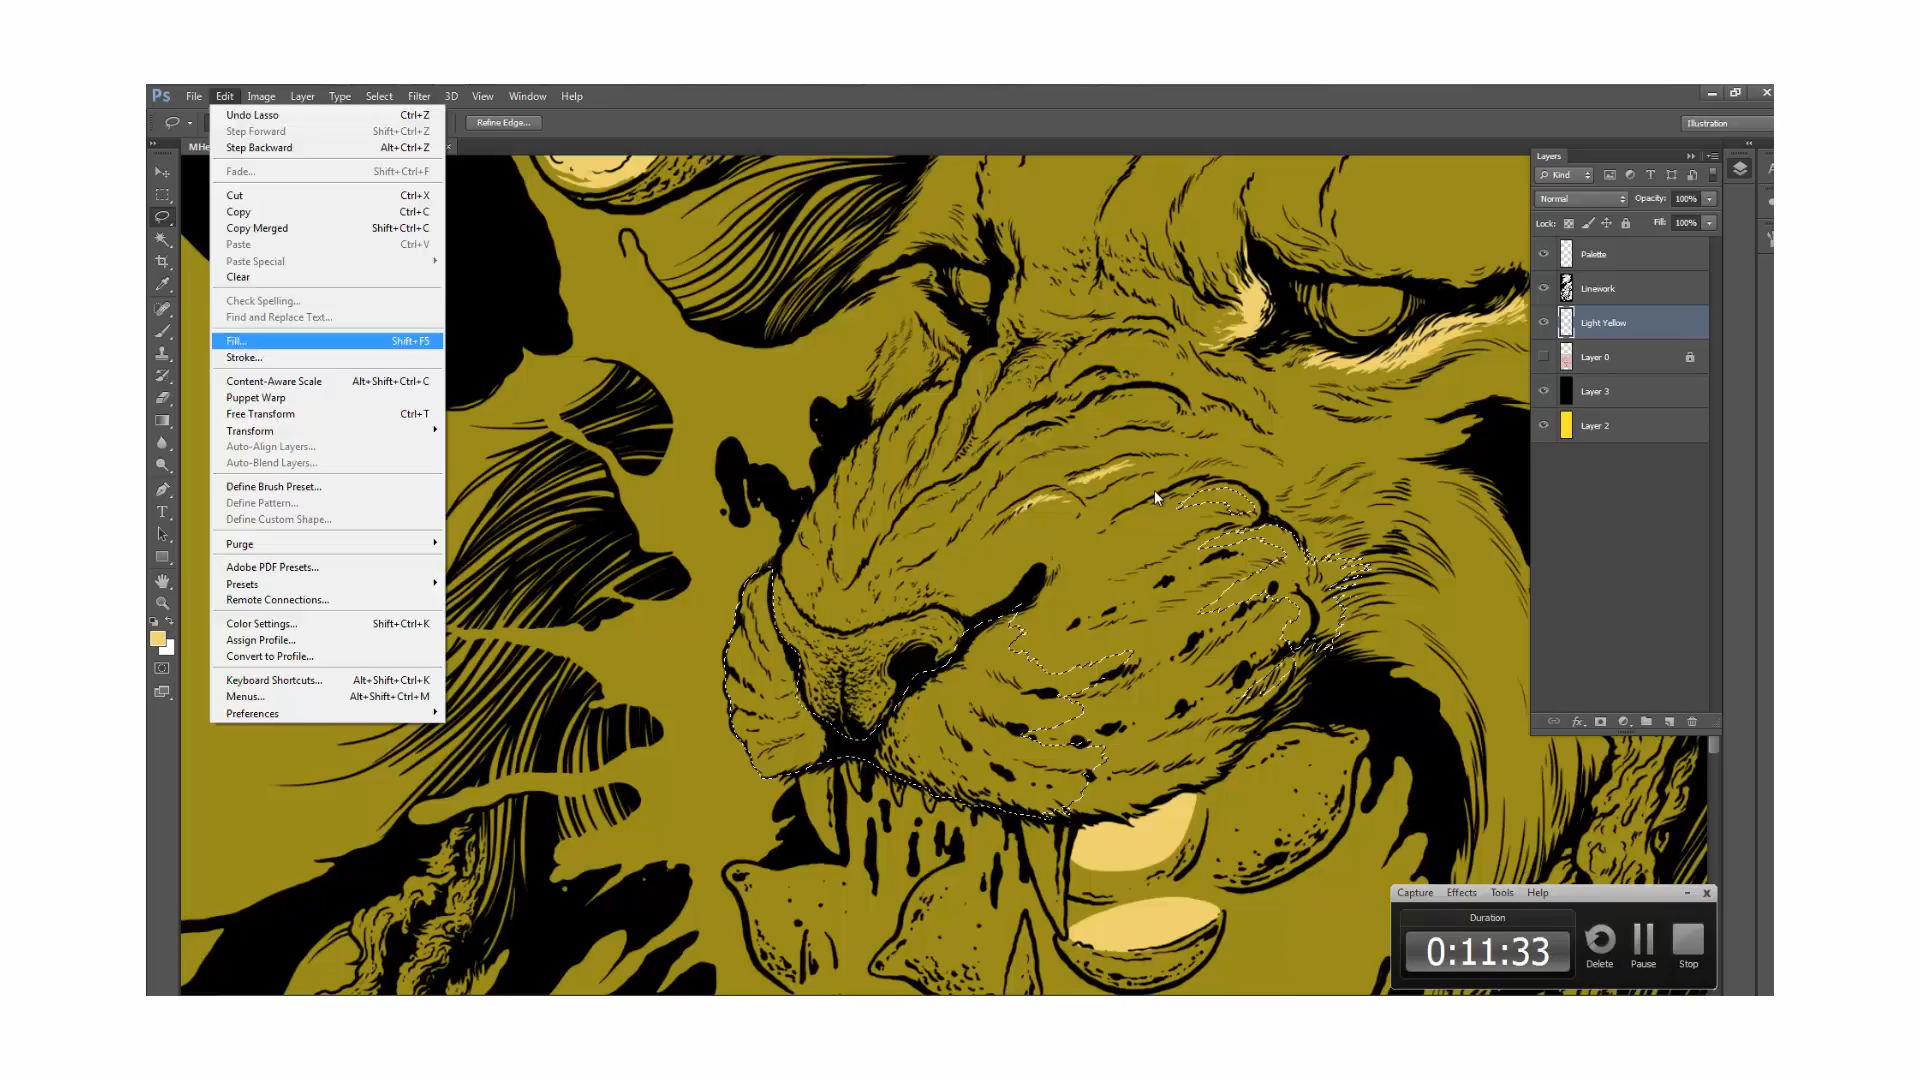 Ps File Edit Image Layer Type Select Filter 3D View Window Help
Refine Edge...
Illustration
MHe
Undo Lasso Ctrl+Z
Step Forward Shift+Ctrl+Z
Step Backward Alt+Ctrl+Z
Fade... Shift+Ctrl+F
Cut Ctrl+X
Copy Ctrl+C
Copy Merged Shift+Ctrl+C
Paste Ctrl+V
Paste Special
Clear
Check Spelling...
Find and Replace Text...
Fill... Shift+F5
Stroke...
Content-Aware Scale Alt+Shift+Ctrl+C
Puppet Warp
Free Transform Ctrl+T
Transform
Auto-Align Layers...
Auto-Blend Layers...
Define Brush Preset...
Define Pattern...
Define Custom Shape...
Purge
Adobe PDF Presets...
Presets
Remote Connections...
Color Settings... Shift+Ctrl+K
Assign Profile...
Convert to Profile...
Keyboard Shortcuts... Alt+Shift+Ctrl+K
Menus... Alt+Shift+Ctrl+M
Preferences
Layers
Kind
Normal Opacity: 100%
Lock: Fill: 100%
Palette
Linework
Light Yellow
Layer 0
Layer 3
Layer 2
Capture Effects Tools Help
Duration
0:11:33
Delete Pause Stop